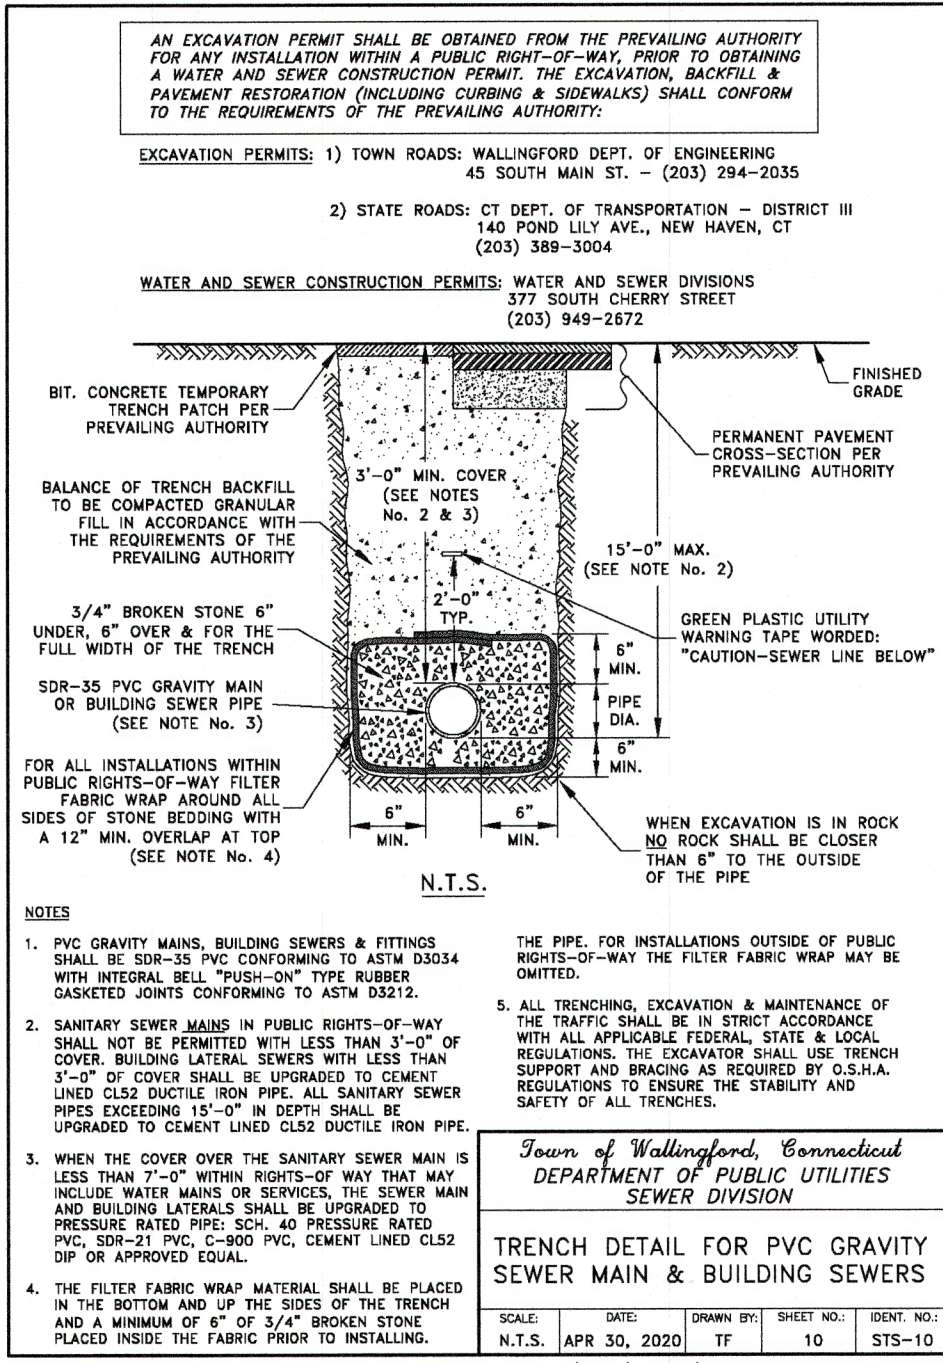 AN EXCAVATION PERMIT SHALL BE OBTAINED FROM THE PREVAILING AUTHORITY
FOR ANY INSTALLATION WITHIN A PUBLIC RIGHT-OF-WAY, PRIOR TO OBTAINING
A WATER AND SEWER CONSTRUCTION PERMIT. THE EXCAVATION, BACKFILL &
PAVEMENT RESTORATION (INCLUDING CURBING & SIDEWALKS) SHALL CONFORM
TO THE REQUIREMENTS OF THE PREVAILING AUTHORITY:
EXCAVATION PERMITS: 1) TOWN ROADS: WALLINGFORD DEPT. OF ENGINEERING
45 SOUTH MAIN ST. - (203) 294-2035
2) STATE ROADS: CT DEPT. OF TRANSPORTATION - DISTRICT III
140 POND LILY AVE., NEW HAVEN, CT
(203) 389-3004
WATER AND SEWER CONSTRUCTION PERMITS: WATER AND SEWER DIVISIONS
377 SOUTH CHERRY STREET
(203) 949-2672
BIT. CONCRETE TEMPORARY
TRENCH PATCH PER
PREVAILING AUTHORITY
FINISHED
GRADE
PERMANENT PAVEMENT
CROSS-SECTION PER
PREVAILING AUTHORITY
3'-0" MIN. COVER
(SEE NOTES
No. 2 & 3)
BALANCE OF TRENCH BACKFILL
TO BE COMPACTED GRANULAR
FILL IN ACCORDANCE WITH
THE REQUIREMENTS OF THE
PREVAILING AUTHORITY
15'-0" MAX.
(SEE NOTE No. 2)
2'-0"
TYP.
3/4" BROKEN STONE 6"
UNDER, 6" OVER & FOR THE
FULL WIDTH OF THE TRENCH
GREEN PLASTIC UTILITY
WARNING TAPE WORDED:
"CAUTION-SEWER LINE BELOW"
6"
MIN.
SDR-35 PVC GRAVITY MAIN
OR BUILDING SEWER PIPE
(SEE NOTE No. 3)
PIPE
DIA.
6"
MIN.
FOR ALL INSTALLATIONS WITHIN
PUBLIC RIGHTS-OF-WAY FILTER
FABRIC WRAP AROUND ALL
SIDES OF STONE BEDDING WITH
A 12" MIN. OVERLAP AT TOP
(SEE NOTE No. 4)
6"
MIN.
6"
MIN.
WHEN EXCAVATION IS IN ROCK
NO ROCK SHALL BE CLOSER
THAN 6" TO THE OUTSIDE
OF THE PIPE
N.T.S.
NOTES
1. PVC GRAVITY MAINS, BUILDING SEWERS & FITTINGS
SHALL BE SDR-35 PVC CONFORMING TO ASTM D3034
WITH INTEGRAL BELL "PUSH-ON" TYPE RUBBER
GASKETED JOINTS CONFORMING TO ASTM D3212.
2. SANITARY SEWER MAINS IN PUBLIC RIGHTS-OF-WAY
SHALL NOT BE PERMITTED WITH LESS THAN 3'-0" OF
COVER. BUILDING LATERAL SEWERS WITH LESS THAN
3'-0" OF COVER SHALL BE UPGRADED TO CEMENT
LINED CL52 DUCTILE IRON PIPE. ALL SANITARY SEWER
PIPES EXCEEDING 15'-0" IN DEPTH SHALL BE
UPGRADED TO CEMENT LINED CL52 DUCTILE IRON PIPE.
3. WHEN THE COVER OVER THE SANITARY SEWER MAIN IS
LESS THAN 7'-0" WITHIN RIGHTS-OF WAY THAT MAY
INCLUDE WATER MAINS OR SERVICES, THE SEWER MAIN
AND BUILDING LATERALS SHALL BE UPGRADED TO
PRESSURE RATED PIPE: SCH. 40 PRESSURE RATED
PVC, SDR-21 PVC, C-900 PVC, CEMENT LINED CL52
DIP OR APPROVED EQUAL.
4. THE FILTER FABRIC WRAP MATERIAL SHALL BE PLACED
IN THE BOTTOM AND UP THE SIDES OF THE TRENCH
AND A MINIMUM OF 6" OF 3/4" BROKEN STONE
PLACED INSIDE THE FABRIC PRIOR TO INSTALLING.
THE PIPE. FOR INSTALLATIONS OUTSIDE OF PUBLIC
RIGHTS-OF-WAY THE FILTER FABRIC WRAP MAY BE
OMITTED.
5. ALL TRENCHING, EXCAVATION & MAINTENANCE OF
THE TRAFFIC SHALL BE IN STRICT ACCORDANCE
WITH ALL APPLICABLE FEDERAL, STATE & LOCAL
REGULATIONS. THE EXCAVATOR SHALL USE TRENCH
SUPPORT AND BRACING AS REQUIRED BY O.S.H.A.
REGULATIONS TO ENSURE THE STABILITY AND
SAFETY OF ALL TRENCHES.
Town of Wallingford, Connecticut
DEPARTMENT OF PUBLIC UTILITIES
SEWER DIVISION
TRENCH DETAIL FOR PVC GRAVITY
SEWER MAIN & BUILDING SEWERS
SCALE: DATE: DRAWN BY: SHEET NO.: IDENT. NO.:
N.T.S. APR 30, 2020 TF 10 STS-10